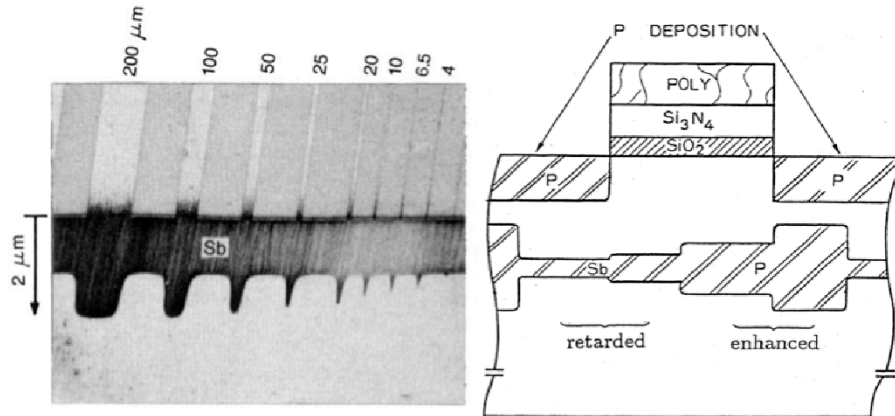 200 μm
100
50
25
20
10
6.5
4
2 μm
Sb
P DEPOSITION
POLY
Si3N4
SiO2
P
P
Sb
P
retarded
enhanced